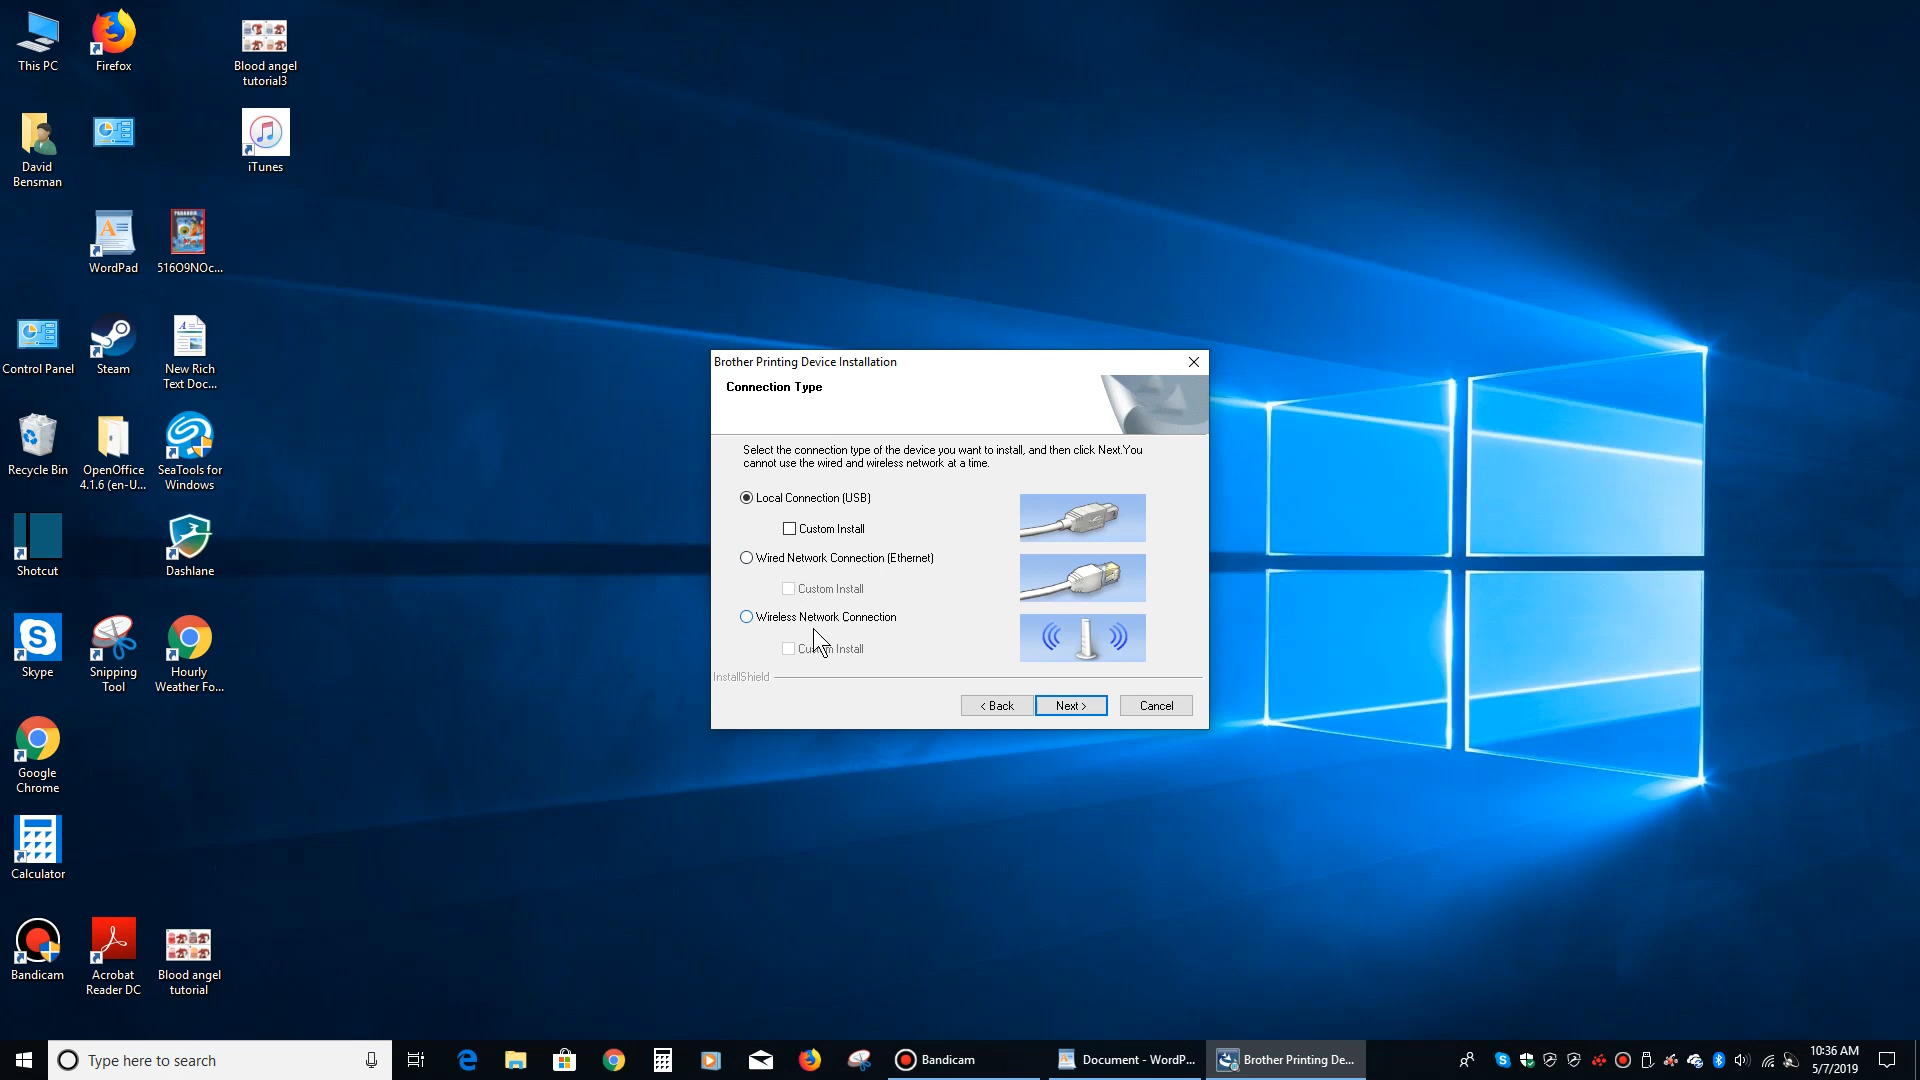 This PC
Firefox
Blood angel
tutorial3
David
Bensman
iTunes
WordPad
516O9NOc...
Control Panel
Steam
New Rich
Text Doc...
Recycle Bin
OpenOffice
4.1.6 (en-U...
SeaTools for
Windows
Shotcut
Dashlane
Skype
Snipping
Tool
Hourly
Weather Fo...
Google
Chrome
Calculator
Bandicam
Acrobat
Reader DC
Blood angel
tutorial
Brother Printing Device Installation
Connection Type
Select the connection type of the device you want to install, and then click Next.You
cannot use the wired and wireless network at a time.
Local Connection (USB)
Custom Install
Wired Network Connection (Ethernet)
Custom Install
Wireless Network Connection
Custom Install
InstallShield
< Back
Next >
Cancel
Type here to search
Bandicam
Document - WordP...
Brother Printing De...
10:36 AM
5/7/2019